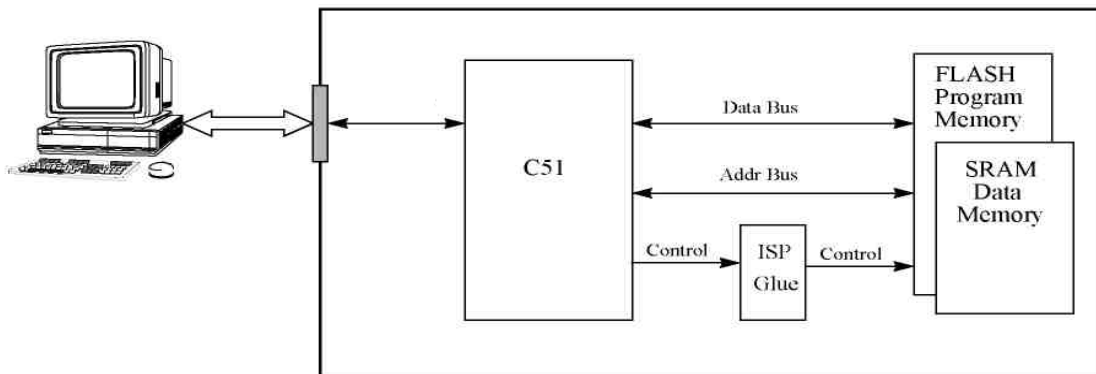 C51
Data Bus
Addr Bus
Control
ISP
Glue
Control
FLASH
Program
Memory
SRAM
Data
Memory